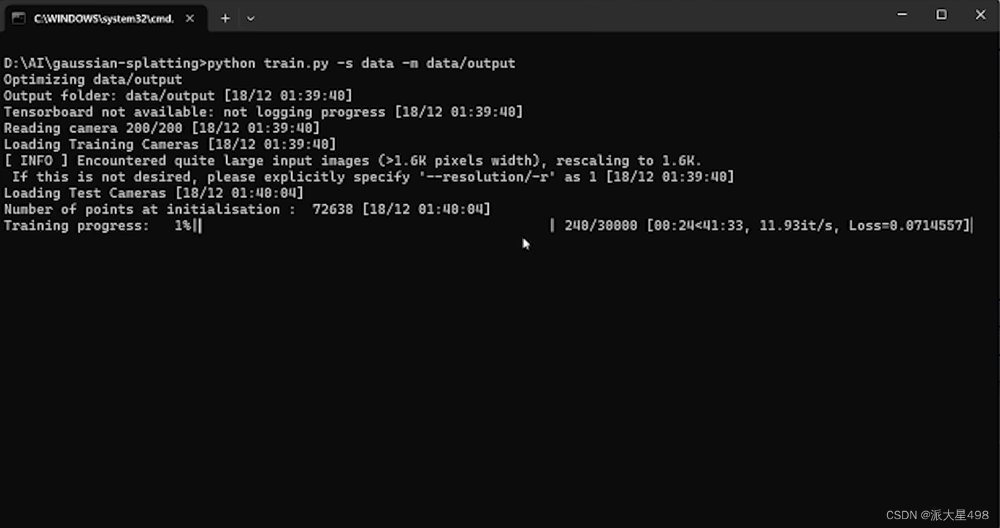 C:\WINDOWS\system32\cmd.
D:\AI\gaussian-splatting>python train.py -s data -m data/output
Optimizing data/output
Output folder: data/output [18/12 01:39:40]
Tensorboard not available: not logging progress [18/12 01:39:40]
Reading camera 200/200 [18/12 01:39:40]
Loading Training Cameras [18/12 01:39:40]
[ INFO ] Encountered quite large input images (>1.6K pixels width), rescaling to 1.6K.
If this is not desired, please explicitly specify '--resolution/-r' as 1 [18/12 01:39:40]
Loading Test Cameras [18/12 01:40:04]
Number of points at initialisation :  72638 [18/12 01:40:04]
Training progress:   1%|| | 240/30000 [00:24<41:33, 11.93it/s, Loss=0.0714557]
CSDN @派大星498